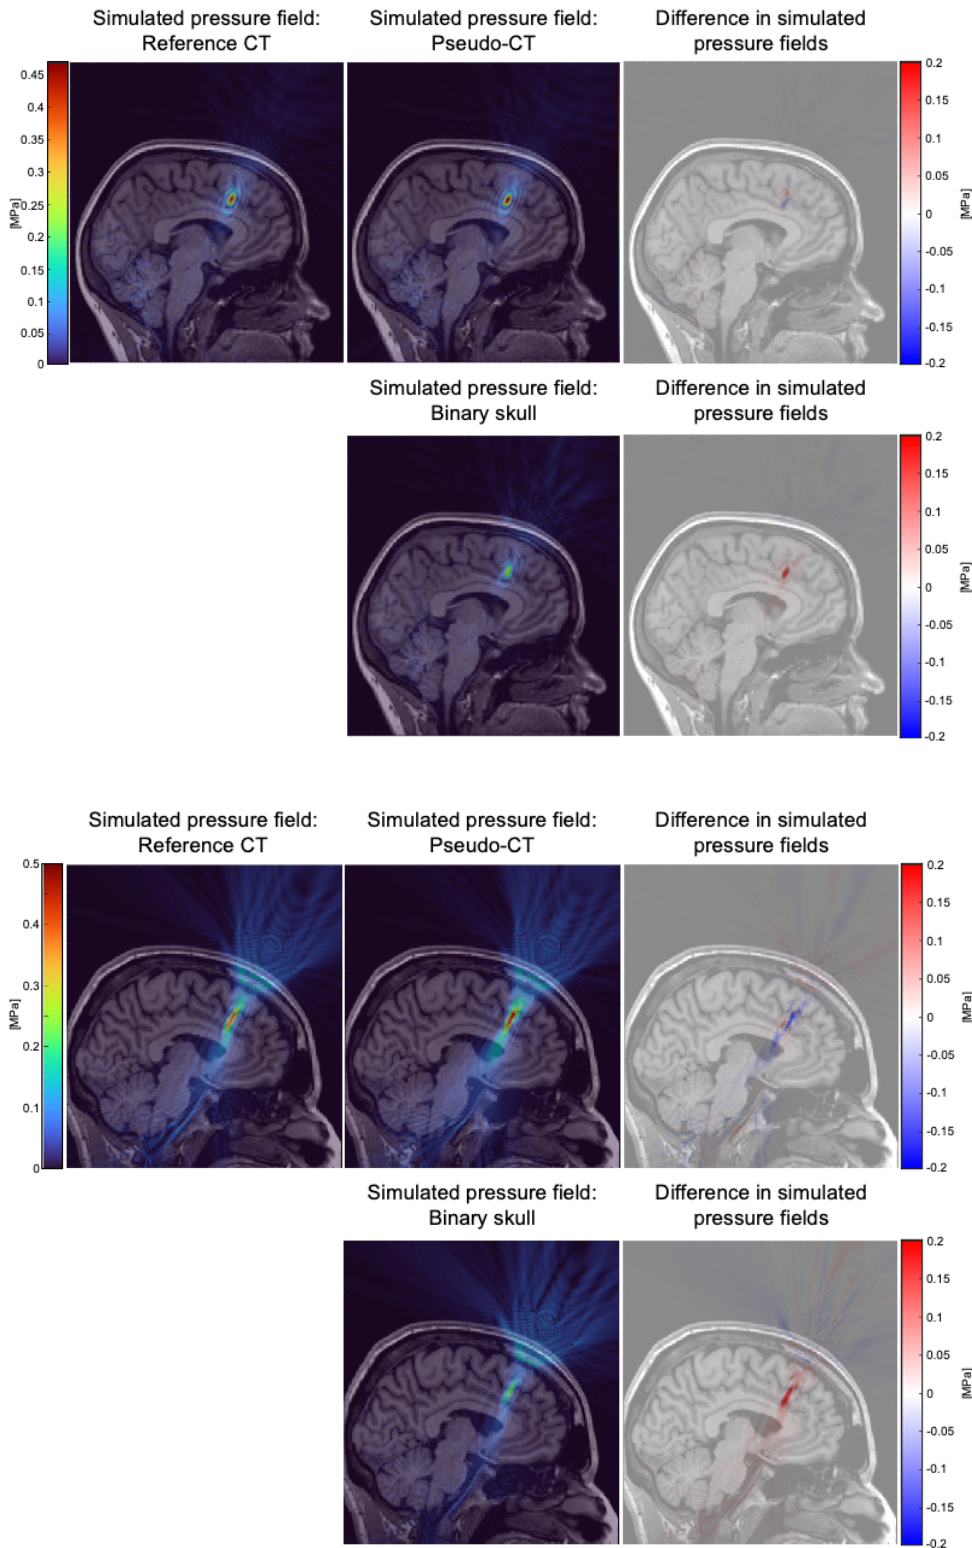 Simulated pressure field:
Reference CT
Simulated pressure field:
Pseudo-CT
Difference in simulated
pressure fields
0.45
0.4
0.35
0.3
0.25
0.2
0.15
0.1
0.05
0
[MPa]
0.2
0.15
0.1
0.05
0
-0.05
-0.1
-0.15
-0.2
[MPa]
Simulated pressure field:
Binary skull
Difference in simulated
pressure fields
0.2
0.15
0.1
0.05
0
-0.05
-0.1
-0.15
-0.2
[MPa]
Simulated pressure field:
Reference CT
Simulated pressure field:
Pseudo-CT
Difference in simulated
pressure fields
0.5
0.4
0.3
0.2
0.1
0
[MPa]
0.2
0.15
0.1
0.05
0
-0.05
-0.1
-0.15
-0.2
[MPa]
Simulated pressure field:
Binary skull
Difference in simulated
pressure fields
0.2
0.15
0.1
0.05
0
-0.05
-0.1
-0.15
-0.2
[MPa]